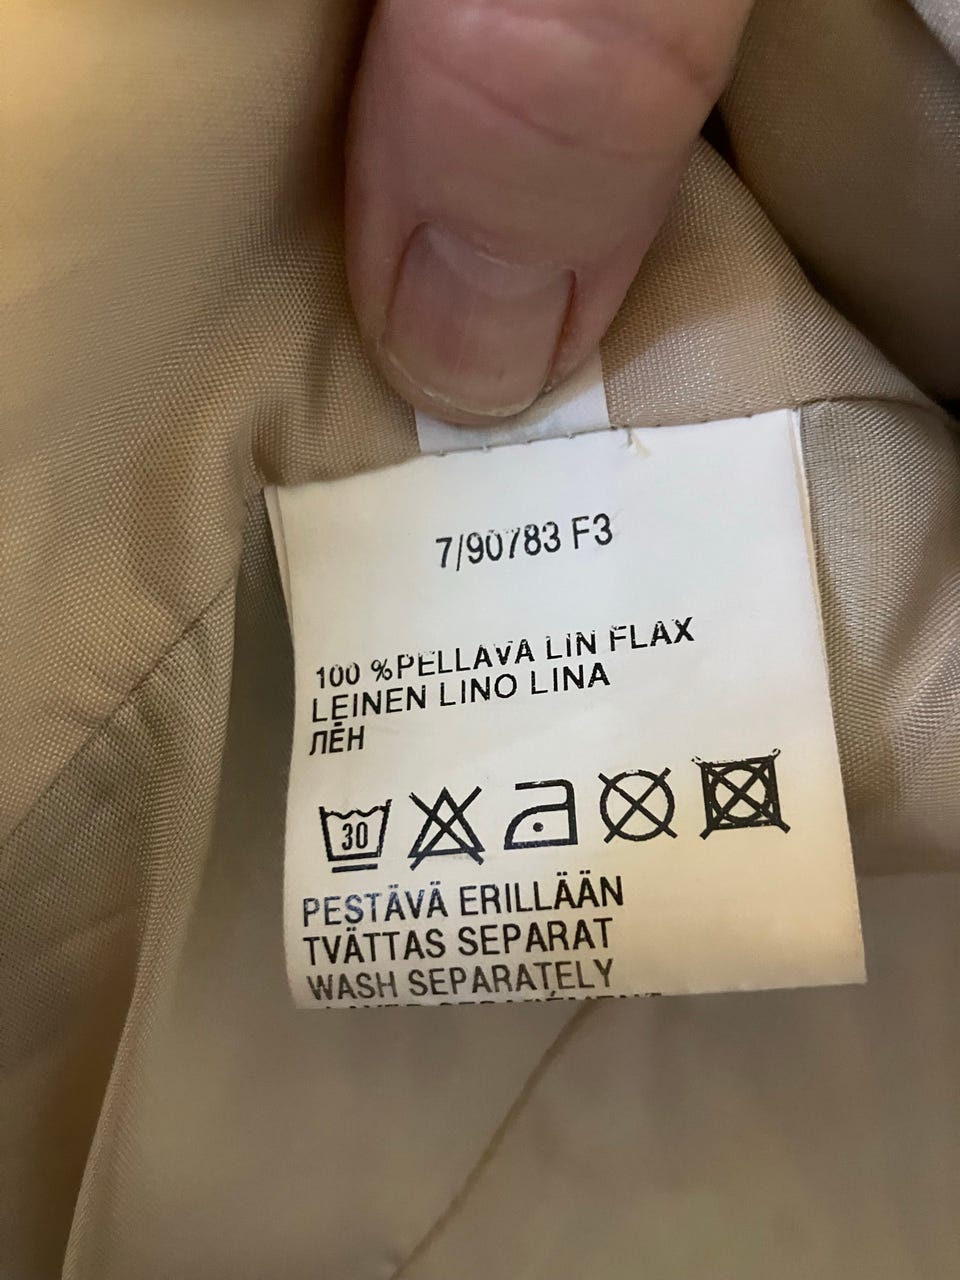 7/90783 F3
100 %PELLAVA LIN FLAX
LEINEN LINO LINA
ЛЁН
30
PESTÄVÄ ERILLÄÄN
TVÄTTAS SEPARAT
WASH SEPARATELY